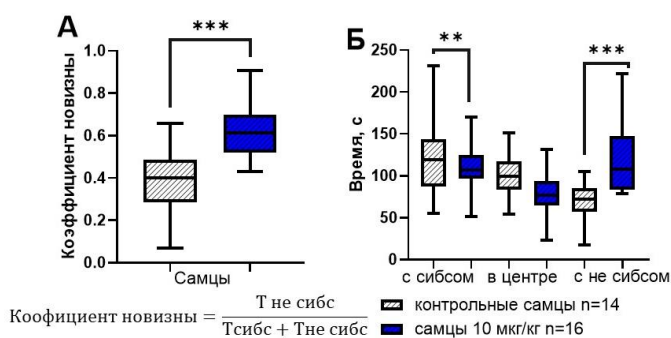 А
***
Коэффициент новизны
1.0
0.8
0.6
0.4
0.2
0.0
Самцы
Б
**
***
Время, с
250
200
150
100
50
0
с сибсом
в центре
с не сибсом
Коофициент новизны = Т не сибс / Тсибс + Тне сибс
контрольные самцы n=14
самцы 10 мкг/кг n=16